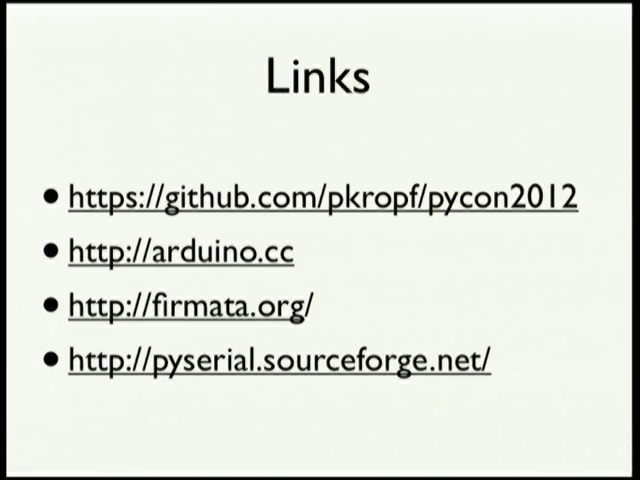 Links
• https://github.com/pkropf/pycon2012
• http://arduino.cc
• http://firmata.org/
• http://pyserial.sourceforge.net/